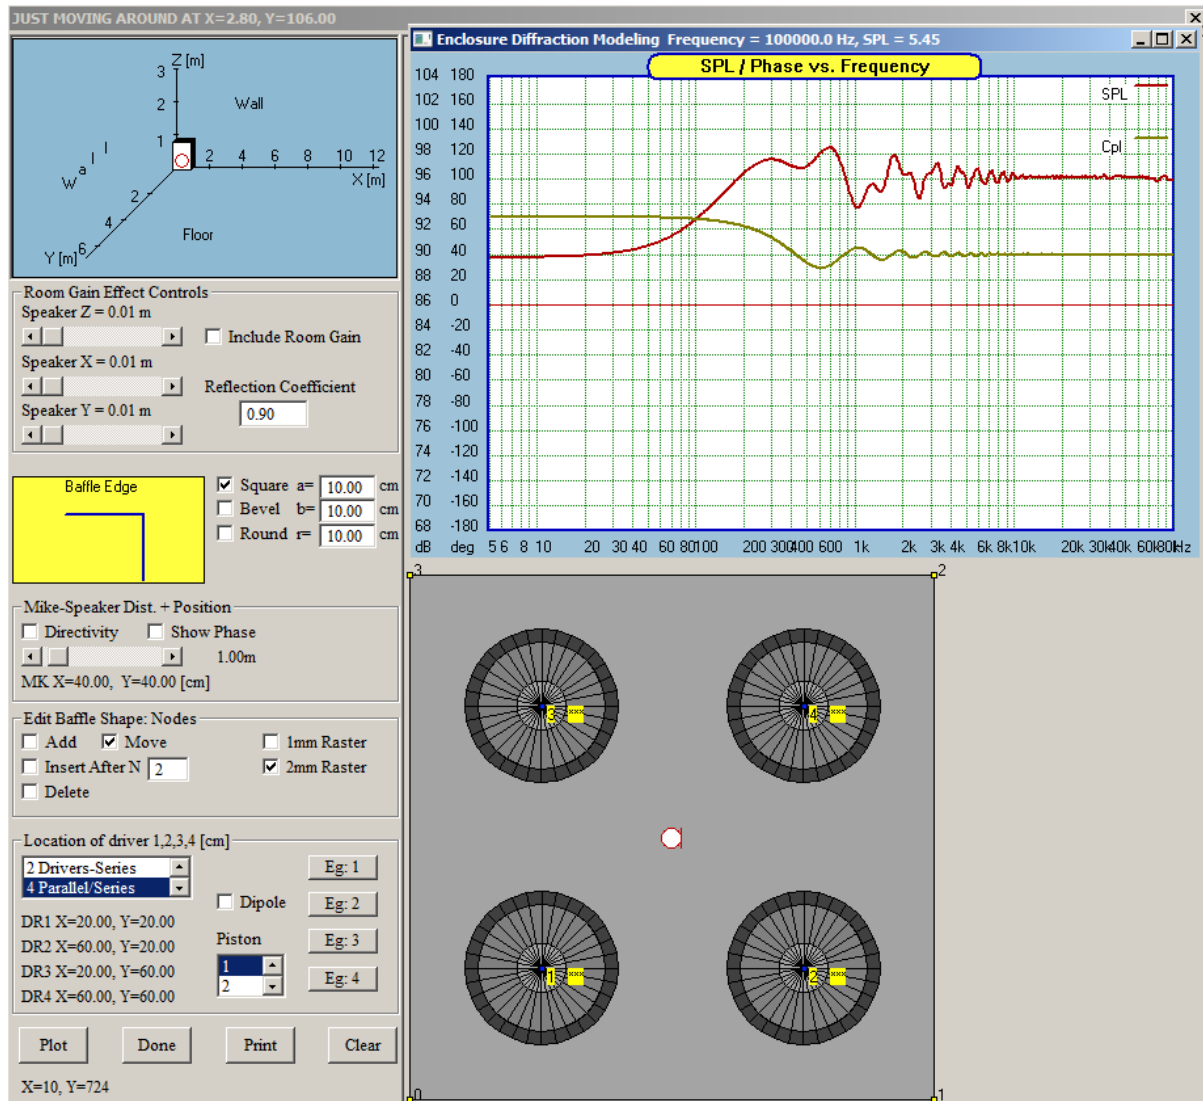 JUST MOVING AROUND AT X=2.80, Y=106.00
Z [m]
3
2
1
Wall
W a l l
2 4 6 8 10 12
X [m]
2
4
6
Y [m]
Floor
Room Gain Effect Controls
Speaker Z = 0.01 m
Include Room Gain
Speaker X = 0.01 m
Reflection Coefficient
Speaker Y = 0.01 m
0.90
Baffle Edge
Square a= 10.00 cm
Bevel b= 10.00 cm
Round r= 10.00 cm
Mike-Speaker Dist. + Position
Directivity Show Phase
1.00m
MK X=40.00, Y=40.00 [cm]
Edit Baffle Shape: Nodes
Add Move 1mm Raster
Insert After N 2 2mm Raster
Delete
Location of driver 1,2,3,4 [cm]
2 Drivers-Series
4 Parallel/Series
Eg: 1
Dipole Eg: 2
DR1 X=20.00, Y=20.00
DR2 X=60.00, Y=20.00
DR3 X=20.00, Y=60.00
DR4 X=60.00, Y=60.00
Piston
1
2
Eg: 3
Eg: 4
Plot Done Print Clear
X=10, Y=724
Enclosure Diffraction Modeling Frequency = 100000.0 Hz, SPL = 5.45
SPL / Phase vs. Frequency
104 180
102 160
100 140
98 120
96 100
94 80
92 60
90 40
88 20
86 0
84 -20
82 -40
80 -60
78 -80
76 -100
74 -120
72 -140
70 -160
68 -180
SPL
Cpl
dB deg 5 6 8 10 20 30 40 60 80 100 200 300 400 600 1k 2k 3k 4k 6k 8k 10k 20k 30k 40k 60k 80k Hz
3 2
3 *** 4 ***
1 *** 2 ***
0 1